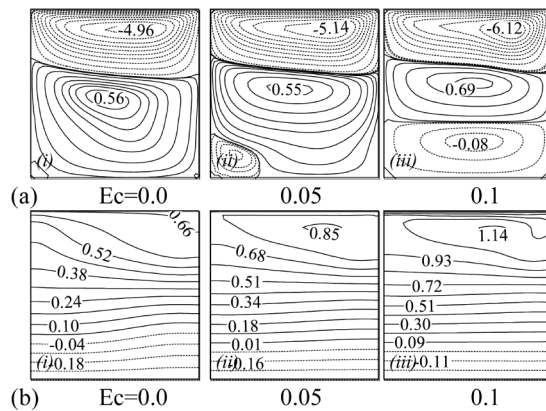 -4.96 -5.14 -6.12
0.56 0.55 0.69
-0.08
(i) (ii) (iii)
(a) Ec=0.0 0.05 0.1
0.66 0.85 1.14
0.52 0.68 0.93
0.38 0.51 0.72
0.24 0.34 0.51
0.10 0.18 0.30
-0.04 0.01 0.09
(i) -0.18 (ii) -0.16 (iii) -0.11
(b) Ec=0.0 0.05 0.1